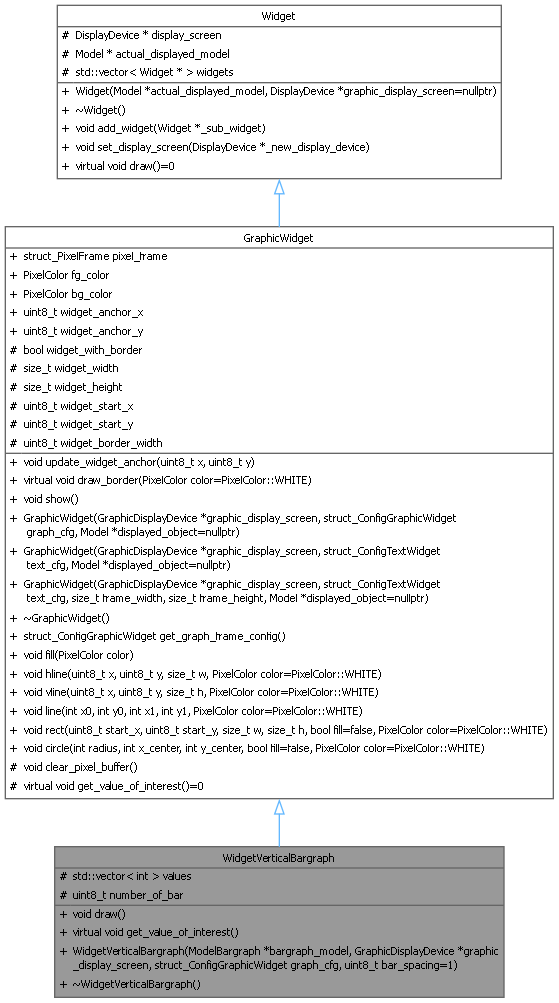 Widget
# DisplayDevice * display_screen
# Model * actual_displayed_model
# std::vector< Widget * > widgets
+ Widget(Model *actual_displayed_model, DisplayDevice *graphic_display_screen=nullptr)
+ ~Widget()
+ void add_widget(Widget *_sub_widget)
+ void set_display_screen(DisplayDevice *_new_display_device)
+ virtual void draw()=0
GraphicWidget
+ struct_PixelFrame pixel_frame
+ PixelColor fg_color
+ PixelColor bg_color
+ uint8_t widget_anchor_x
+ uint8_t widget_anchor_y
# bool widget_with_border
# size_t widget_width
# size_t widget_height
# uint8_t widget_start_x
# uint8_t widget_start_y
# uint8_t widget_border_width
+ void update_widget_anchor(uint8_t x, uint8_t y)
+ virtual void draw_border(PixelColor color=PixelColor::WHITE)
+ void show()
+ GraphicWidget(GraphicDisplayDevice *graphic_display_screen, struct_ConfigGraphicWidget
graph_cfg, Model *displayed_object=nullptr)
+ GraphicWidget(GraphicDisplayDevice *graphic_display_screen, struct_ConfigTextWidget
text_cfg, Model *displayed_object=nullptr)
+ GraphicWidget(GraphicDisplayDevice *graphic_display_screen, struct_ConfigTextWidget
text_cfg, size_t frame_width, size_t frame_height, Model *displayed_object=nullptr)
+ ~GraphicWidget()
+ struct_ConfigGraphicWidget get_graph_frame_config()
+ void fill(PixelColor color)
+ void hline(uint8_t x, uint8_t y, size_t w, PixelColor color=PixelColor::WHITE)
+ void vline(uint8_t x, uint8_t y, size_t h, PixelColor color=PixelColor::WHITE)
+ void line(int x0, int y0, int x1, int y1, PixelColor color=PixelColor::WHITE)
+ void rect(uint8_t start_x, uint8_t start_y, size_t w, size_t h, bool fill=false, PixelColor color=PixelColor::WHITE)
+ void circle(int radius, int x_center, int y_center, bool fill=false, PixelColor color=PixelColor::WHITE)
# void clear_pixel_buffer()
# virtual void get_value_of_interest()=0
WidgetVerticalBargraph
# std::vector< int > values
# uint8_t number_of_bar
+ void draw()
+ virtual void get_value_of_interest()
+ WidgetVerticalBargraph(ModelBargraph *bargraph_model, GraphicDisplayDevice *graphic
_display_screen, struct_ConfigGraphicWidget graph_cfg, uint8_t bar_spacing=1)
+ ~WidgetVerticalBargraph()